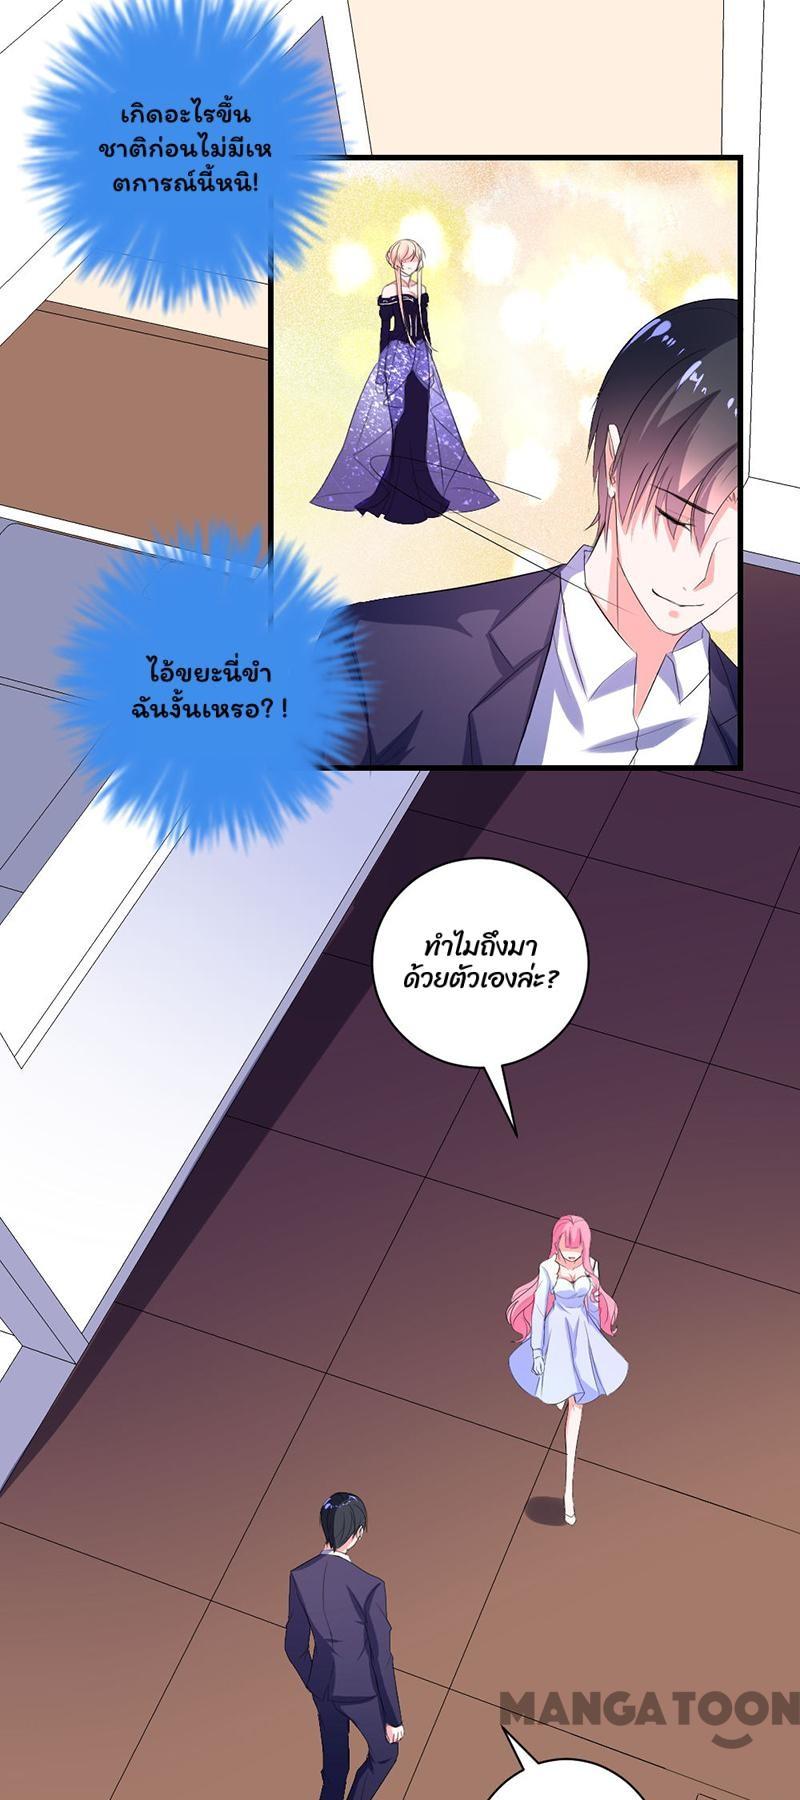 เกิดอะไรขึ้น
ชาติก่อนไม่มีเห
ตการณ์นี้หนิ!
ไอ้ขยะนี่ขำ
ฉันงั้นเหรอ?!
ทำไมถึงมา
ด้วยตัวเองล่ะ?
MANGATOON